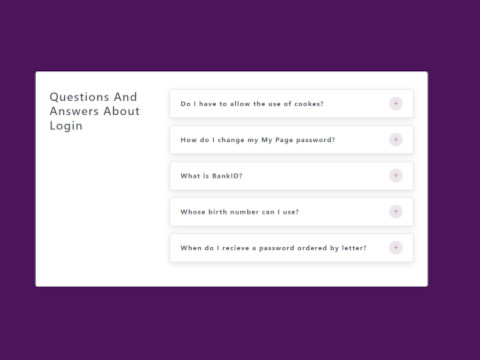 Questions And
Answers About
Login
Do I have to allow the use of cookes?
How do I change my My Page password?
What is BankID?
Whose birth number can I use?
When do I recieve a password ordered by letter?